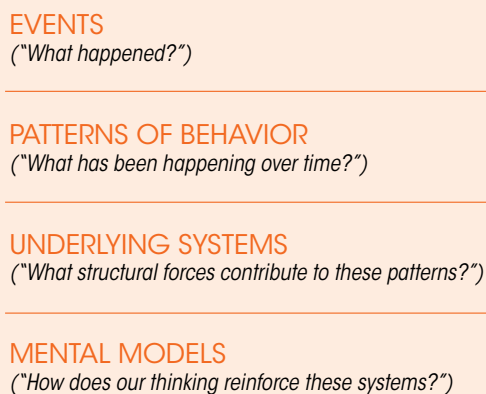 EVENTS
("What happened?")
PATTERNS OF BEHAVIOR
("What has been happening over time?")
UNDERLYING SYSTEMS
("What structural forces contribute to these patterns?")
MENTAL MODELS
("How does our thinking reinforce these systems?")